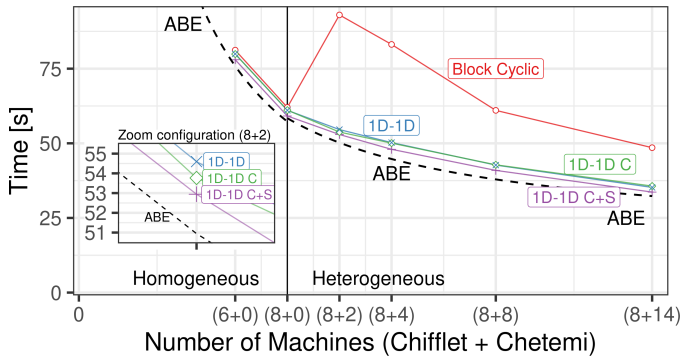 ABE
Block Cyclic
1D-1D
1D-1D C
1D-1D C+S
ABE
ABE
Zoom configuration (8+2)
55
54
53
52
51
1D-1D
1D-1D C
1D-1D C+S
ABE
Homogeneous
Heterogeneous
Time [s]
75
50
25
0
0
(6+0)
(8+0)
(8+2)
(8+4)
(8+8)
(8+14)
Number of Machines (Chifflet + Chetemi)